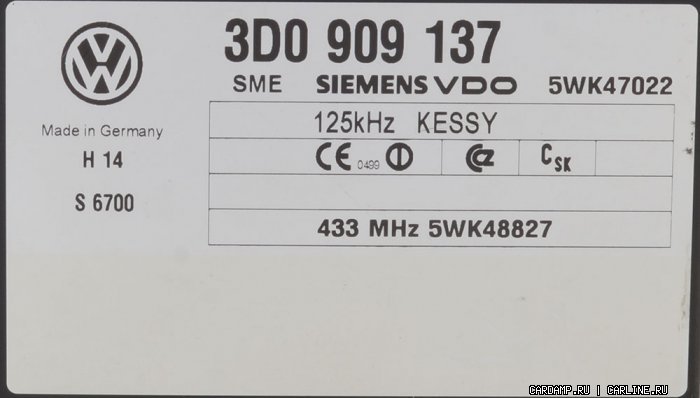 3D0 909 137
SME SIEMENS VDO 5WK47022
Made in Germany
H 14
S 6700
125kHz KESSY
CE 0499 CZ CSK
433 MHz 5WK48827
CARDAMP.RU | CARLINE.RU